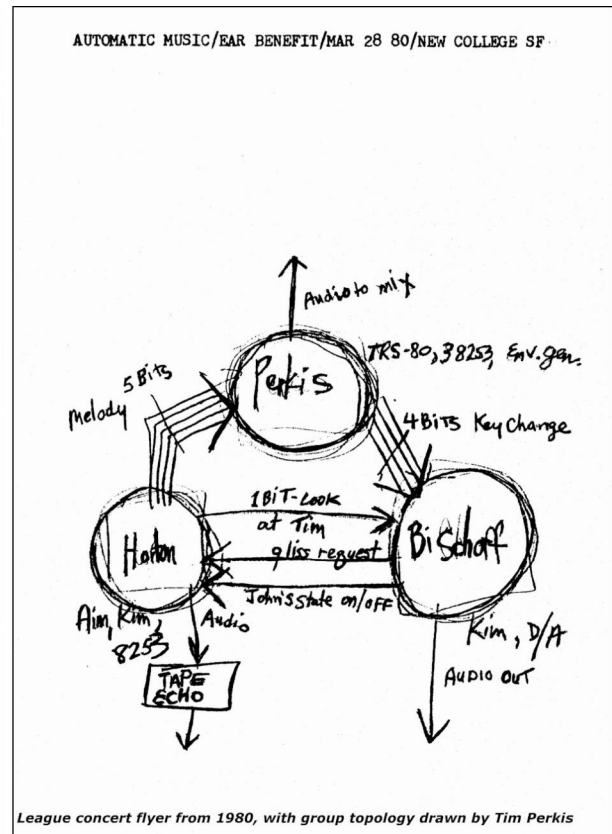 AUTOMATIC MUSIC/EAR BENEFIT/MAR 28 80/NEW COLLEGE SF
Audio to mix
Perkis
TRS-80, 3 8253, Env. gen.
5 Bits
Melody
4 BiTS Key Change
1 BiT-Look
at Tim
Horton
gliss request
BiSchoff
John's State on/off
Aim, Kim,
8253
Audio
Kim, D/A
TAPE
ECHO
AUDIO OUT
League concert flyer from 1980, with group topology drawn by Tim Perkis